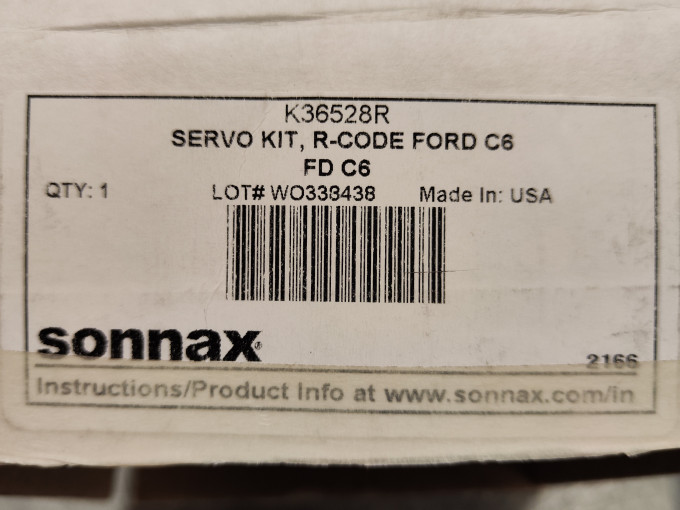 K36528R
SERVO KIT, R-CODE FORD C6
FD C6
QTY: 1 LOT# WO338438 Made In: USA
sonnax®
2166
Instructions/Product Info at www.sonnax.com/in